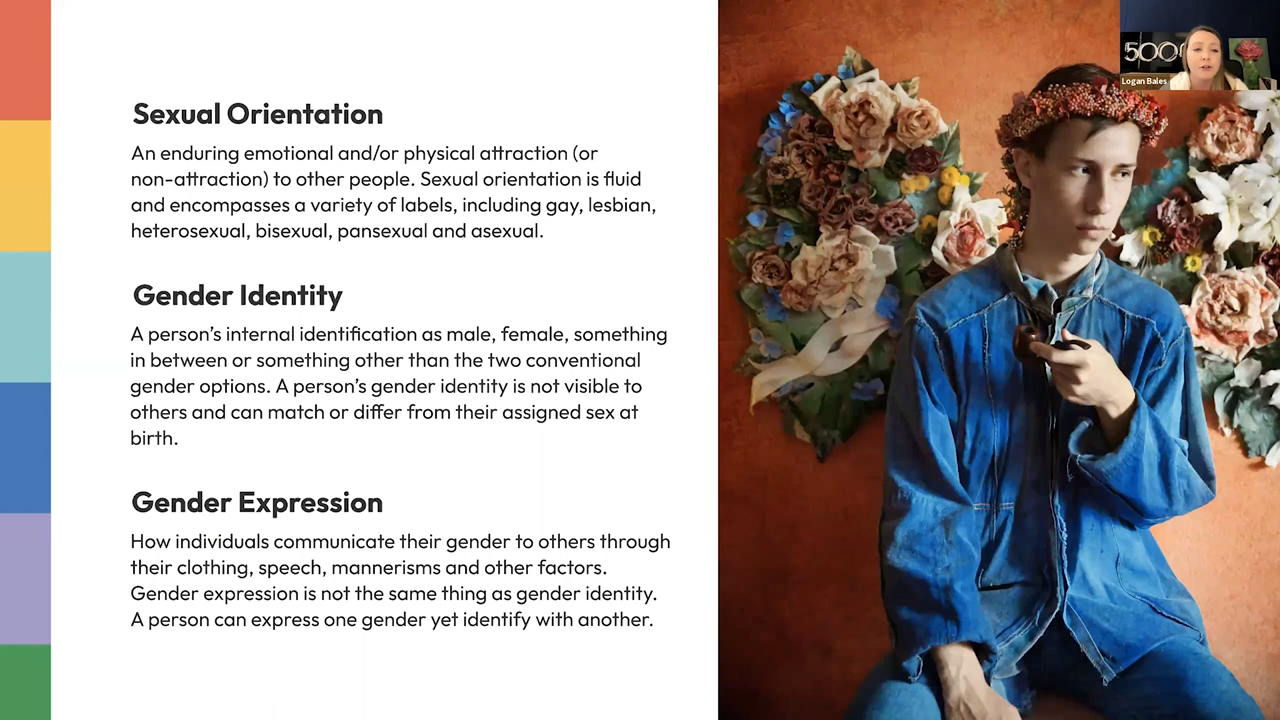 Sexual Orientation
An enduring emotional and/or physical attraction (or
non-attraction) to other people. Sexual orientation is fluid
and encompasses a variety of labels, including gay, lesbian,
heterosexual, bisexual, pansexual and asexual.
Gender Identity
A person's internal identification as male, female, something
in between or something other than the two conventional
gender options. A person's gender identity is not visible to
others and can match or differ from their assigned sex at
birth.
Gender Expression
How individuals communicate their gender to others through
their clothing, speech, mannerisms and other factors.
Gender expression is not the same thing as gender identity.
A person can express one gender yet identify with another.
Logan Bales